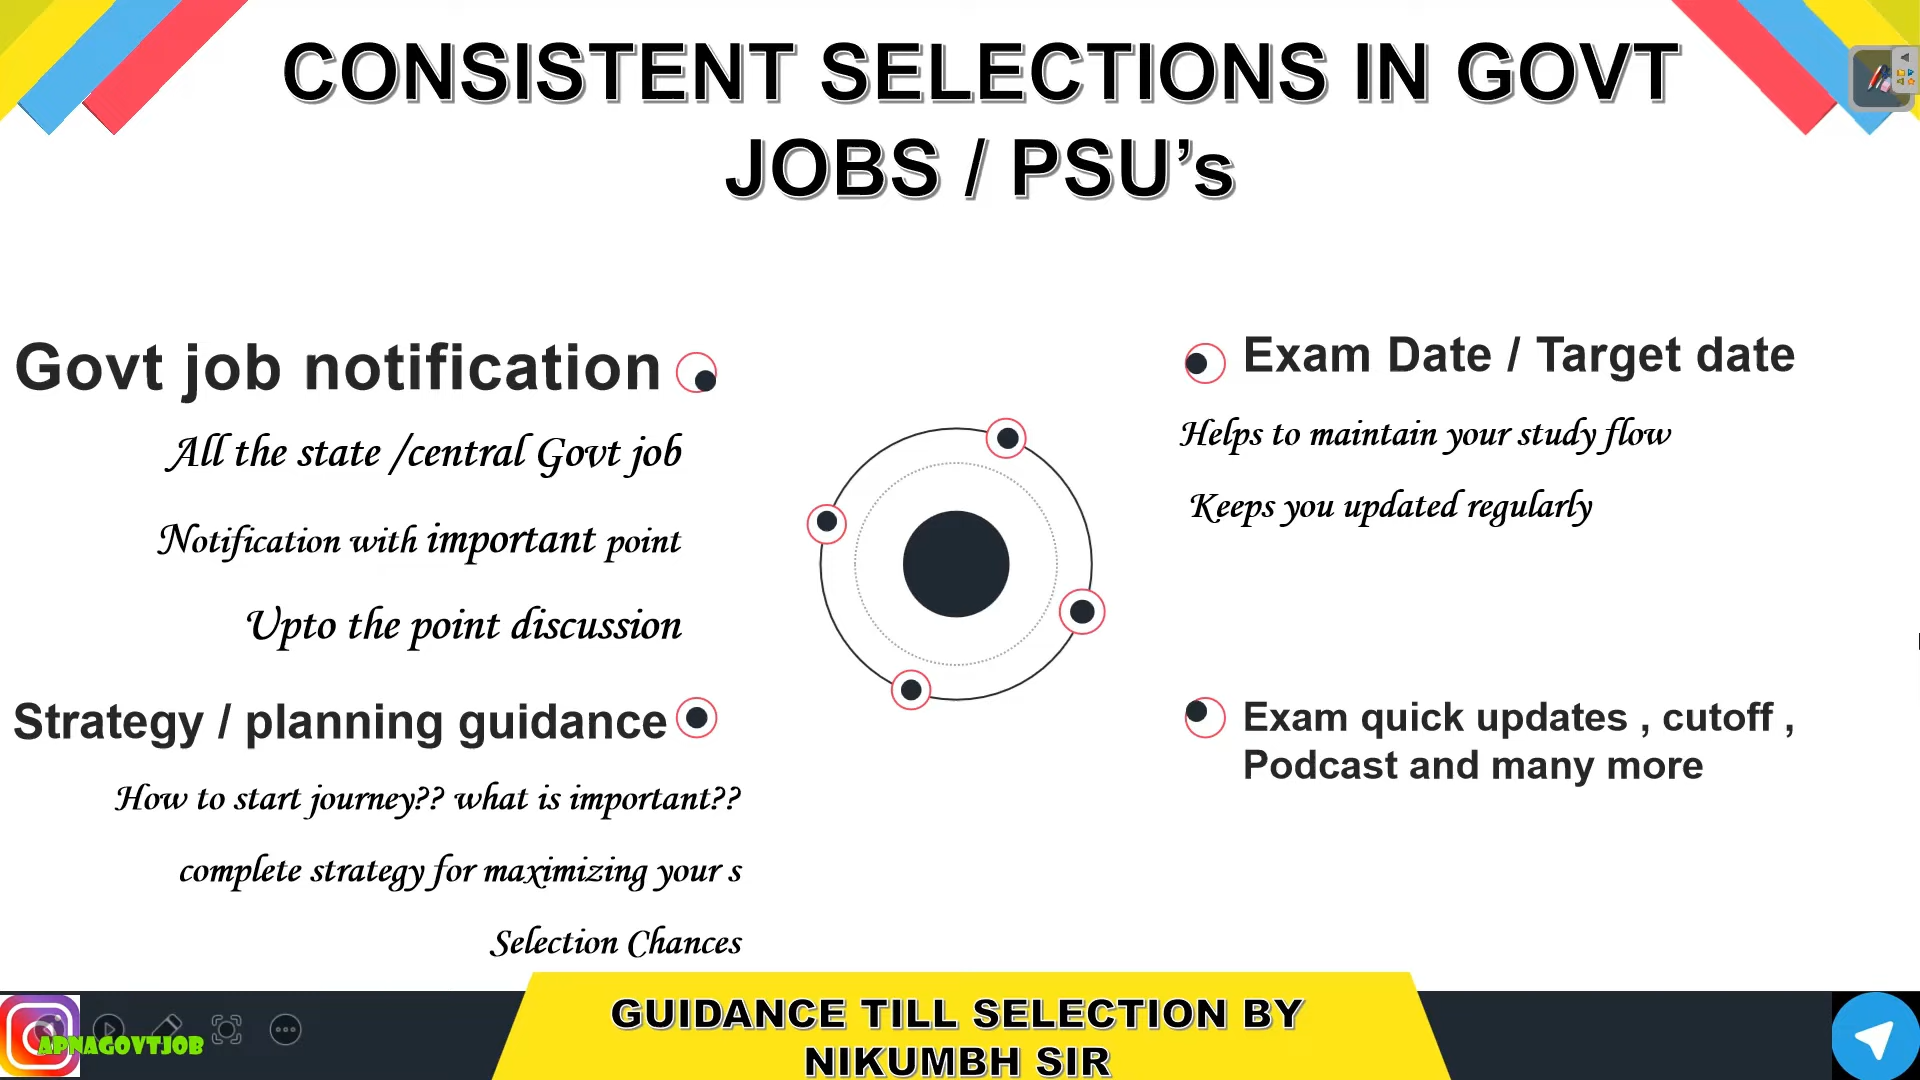 CONSISTENT SELECTIONS IN GOVT
JOBS / PSU’s
Govt job notification
All the state /central Govt job
Notification with important point
Upto the point discussion
Strategy / planning guidance
How to start journey?? what is important??
complete strategy for maximizing your s
Selection Chances
Exam Date / Target date
Helps to maintain your study flow
Keeps you updated regularly
Exam quick updates , cutoff ,
Podcast and many more
APNAGOVTJOB
GUIDANCE TILL SELECTION BY
NIKUMBH SIR